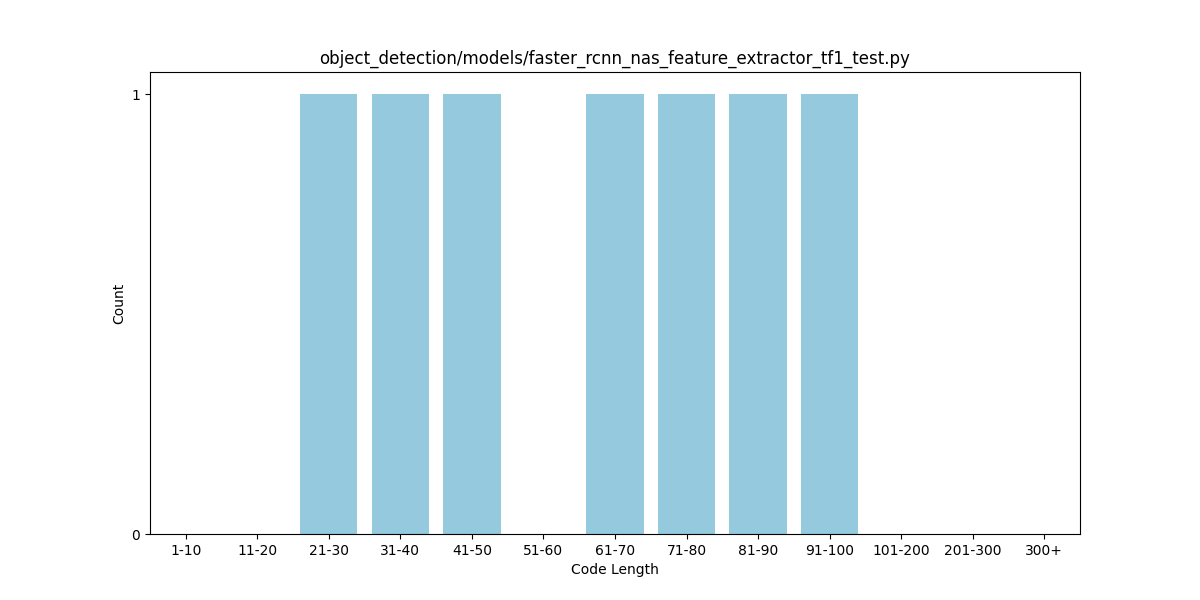 object_detection/models/faster_rcnn_nas_feature_extractor_tf1_test.py
1
Count
0
1-10 11-20 21-30 31-40 41-50 51-60 61-70 71-80 81-90 91-100 101-200 201-300 300+
Code Length